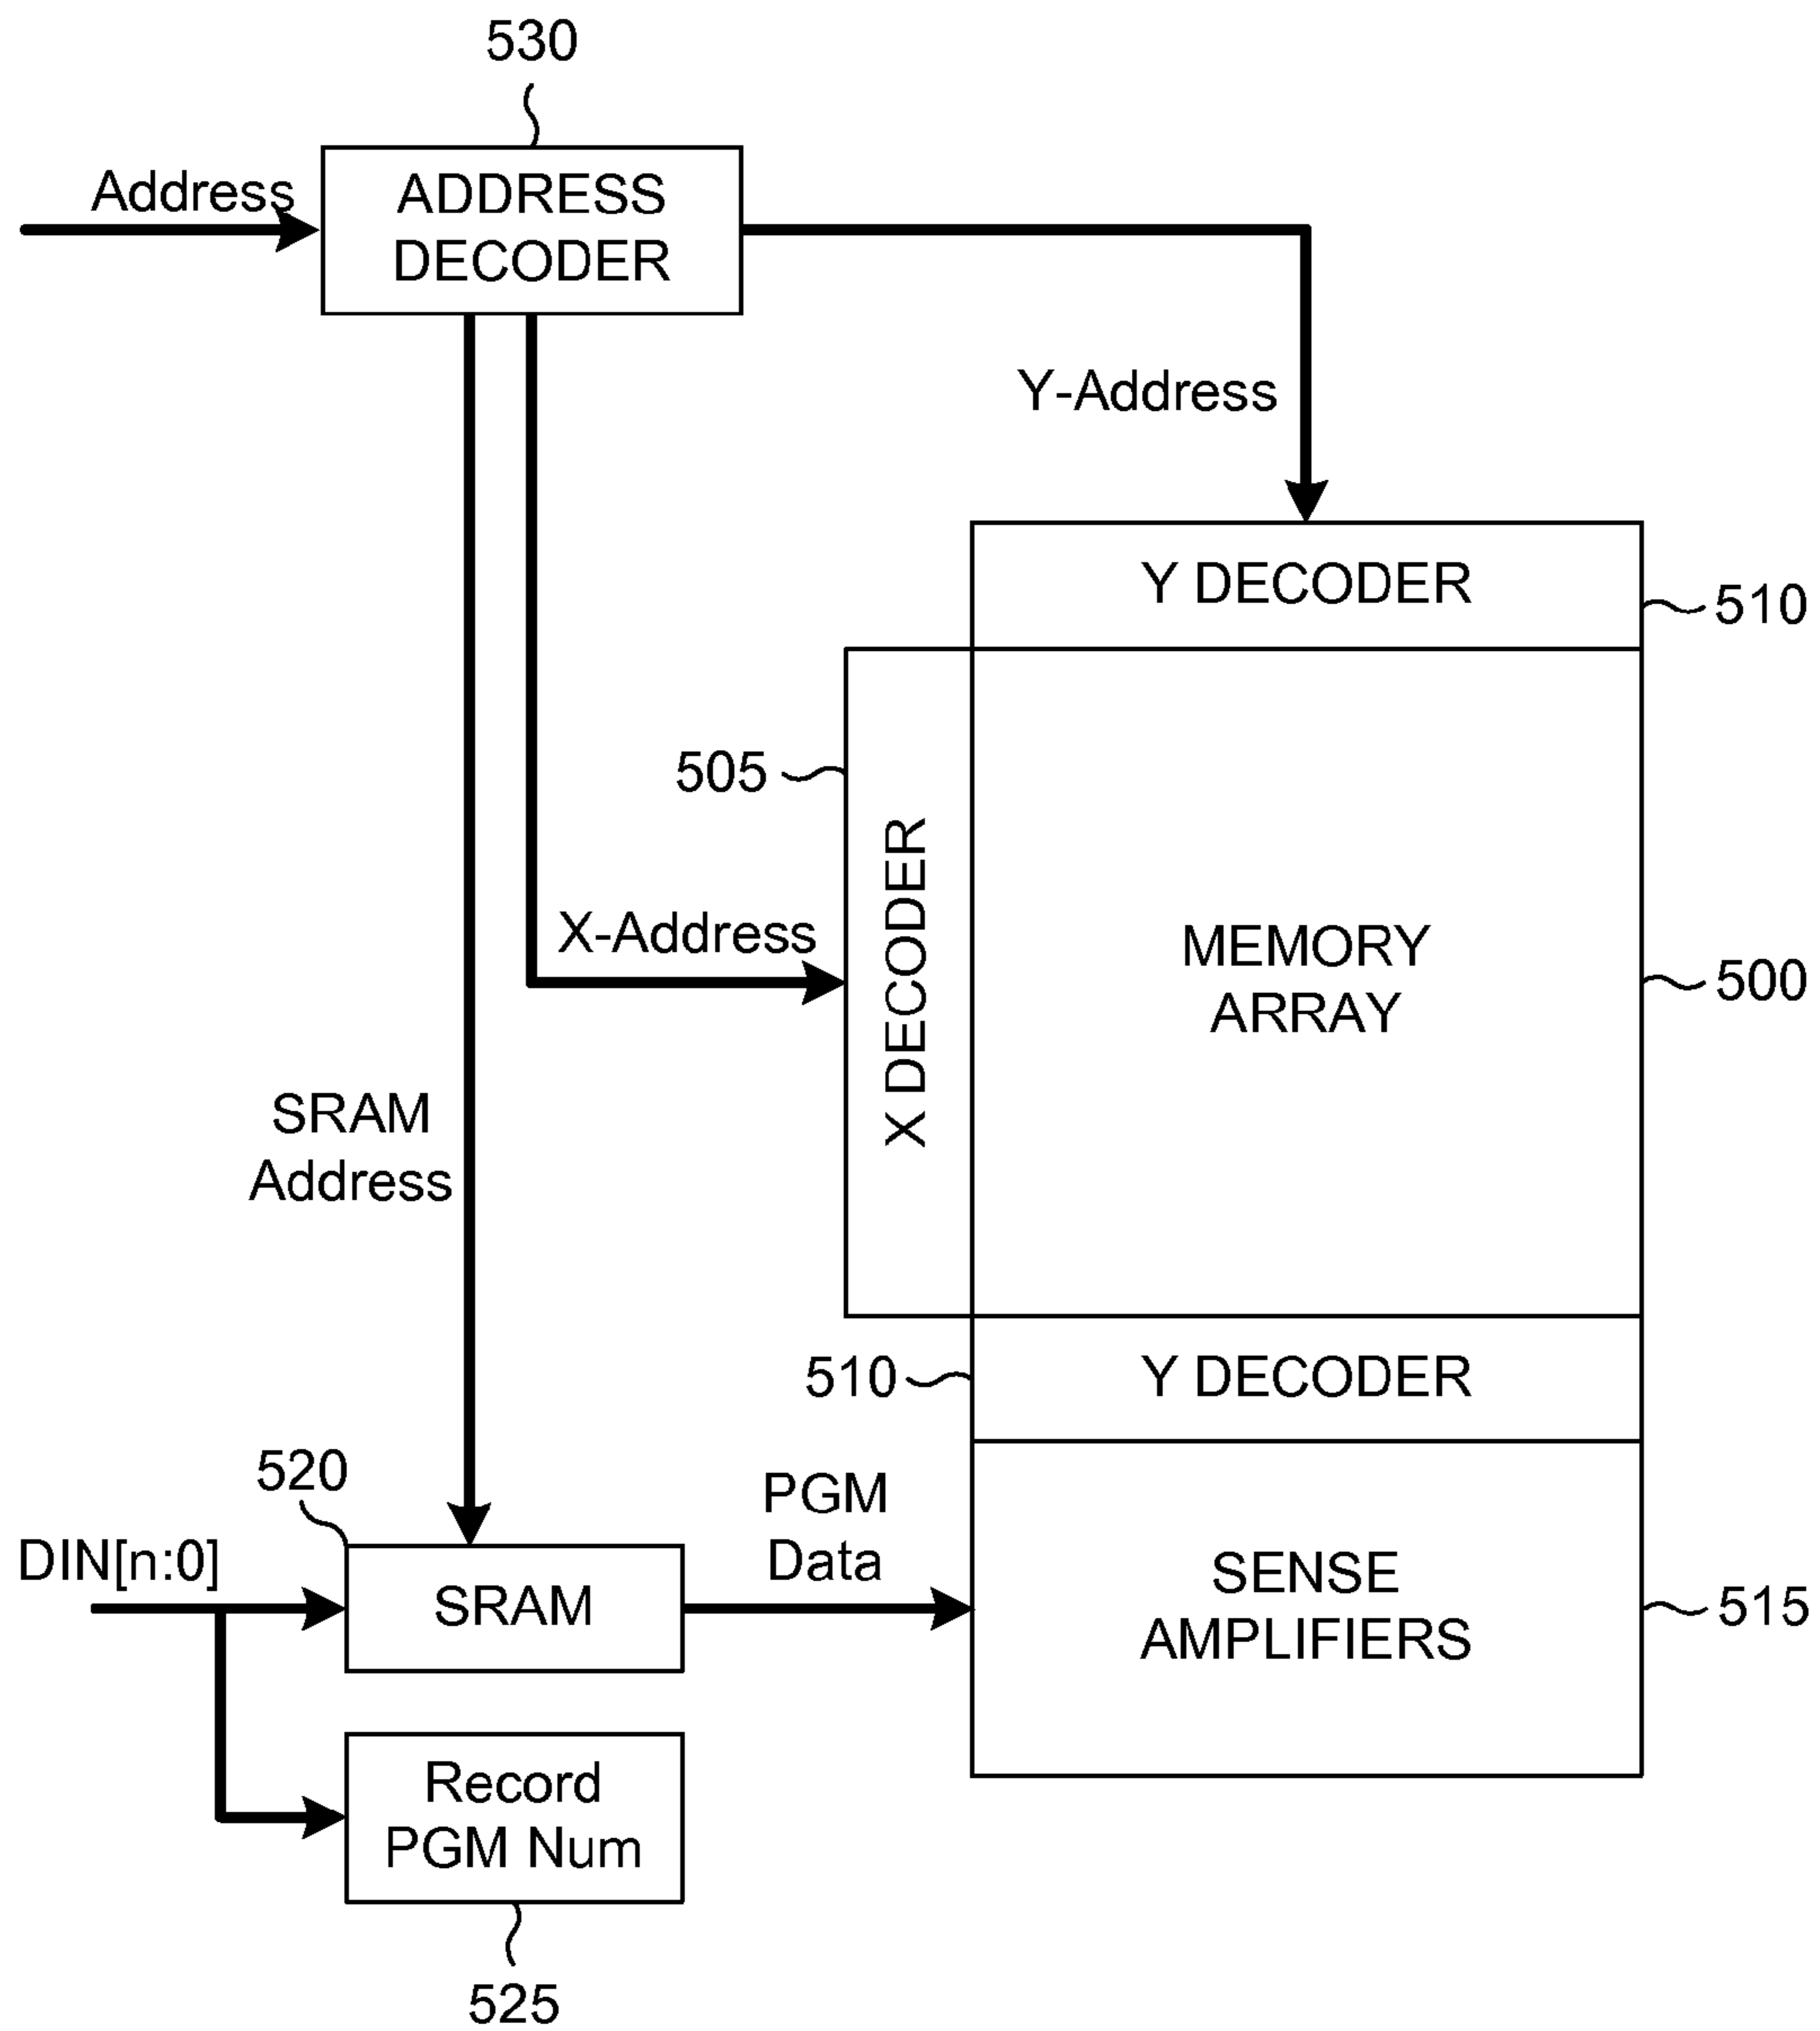 530
Address
ADDRESS
DECODER
Y-Address
Y DECODER
510
505
X DECODER
X-Address
MEMORY
ARRAY
500
SRAM
Address
510
Y DECODER
520
PGM
Data
DIN[n:0]
SRAM
SENSE
AMPLIFIERS
515
Record
PGM Num
525